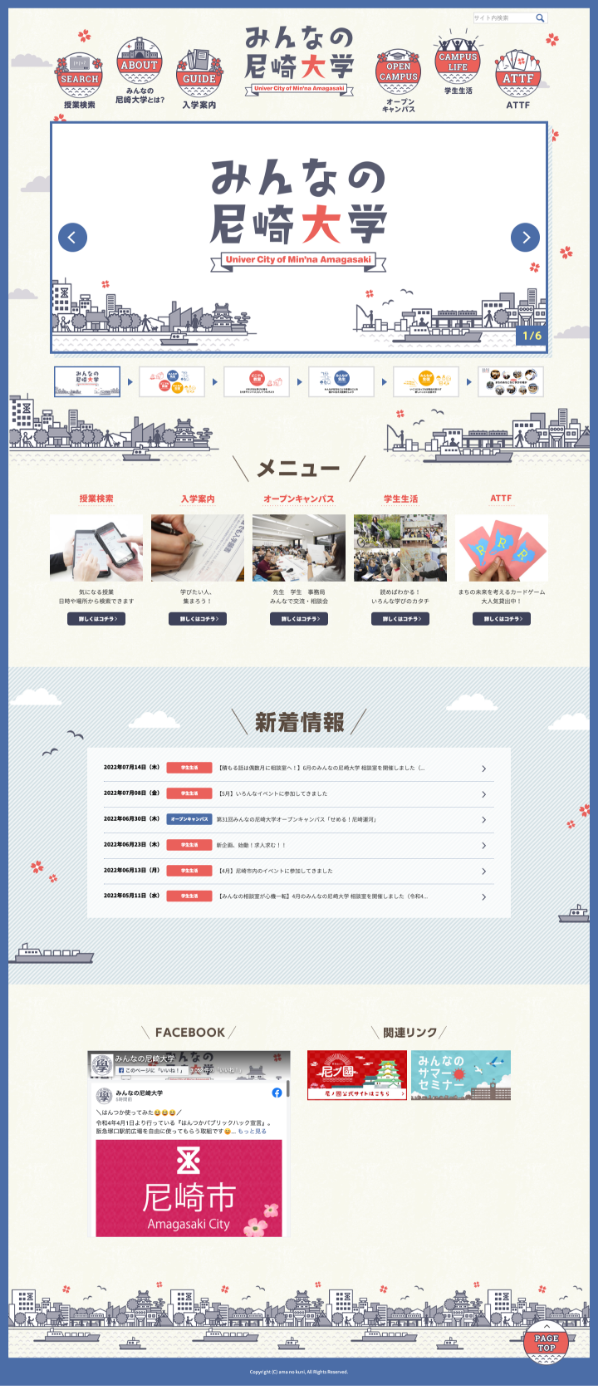 サイト内検索
SEARCH
授業検索
ABOUT
みんなの
尼崎大学とは?
GUIDE
入学案内
みんなの
尼崎大学
Univer City of Min'na Amagasaki
OPEN
CAMPUS
オープン
キャンパス
CAMPUS
LIFE
学生生活
ATTF
ATTF
みんなの
尼崎大学
Univer City of Min'na Amagasaki
1/6
みんなの
尼崎大学
メニュー
授業検索
気になる授業
日時や場所から検索できます
詳しくはコチラ
入学案内
学びたい人、
集まろう!
詳しくはコチラ
オープンキャンパス
先生 学生 事務局
みんなで交流・相談会
詳しくはコチラ
学生生活
読めばわかる!
いろんな学びのカタチ
詳しくはコチラ
ATTF
RRR
まちの未来を考えるカードゲーム
大人気貸出中!
詳しくはコチラ
新着情報
2022年07月14日(木) 学生生活 【積もる話は偶数月に相談室へ!】6月のみんなの尼崎大学 相談室を開催しました(...
2022年07月08日(金) 学生生活 【5月】いろんなイベントに参加してきました
2022年06月30日(木) オープンキャンパス 第31回みんなの尼崎大学オープンキャンパス「せめる!尼崎運河」
2022年06月23日(木) 学生生活 新企画、始動!求人求む!!
2022年06月13日(月) 学生生活 【4月】尼崎市内のイベントに参加してきました
2022年05月11日(水) 学生生活 【みんなの相談室が心機一転】4月のみんなの尼崎大学 相談室を開催しました(令和4...
FACEBOOK
みんなの尼崎大学
このページに「いいね!」
みんなの尼崎大学
＼はんつか使ってみた😄😄😄／
令和4年4月1日より行っている『はんつかパブリックハック宣言』。
阪急塚口駅前広場を自由に使ってもらう取組です😄... もっと見る
尼崎市
Amagasaki City
関連リンク
尼ノ國
尼ノ國公式サイトはこちら
みんなの
サマー
セミナー
PAGE
TOP
Copyright (C) ama no kuni, All Rights Reserved.